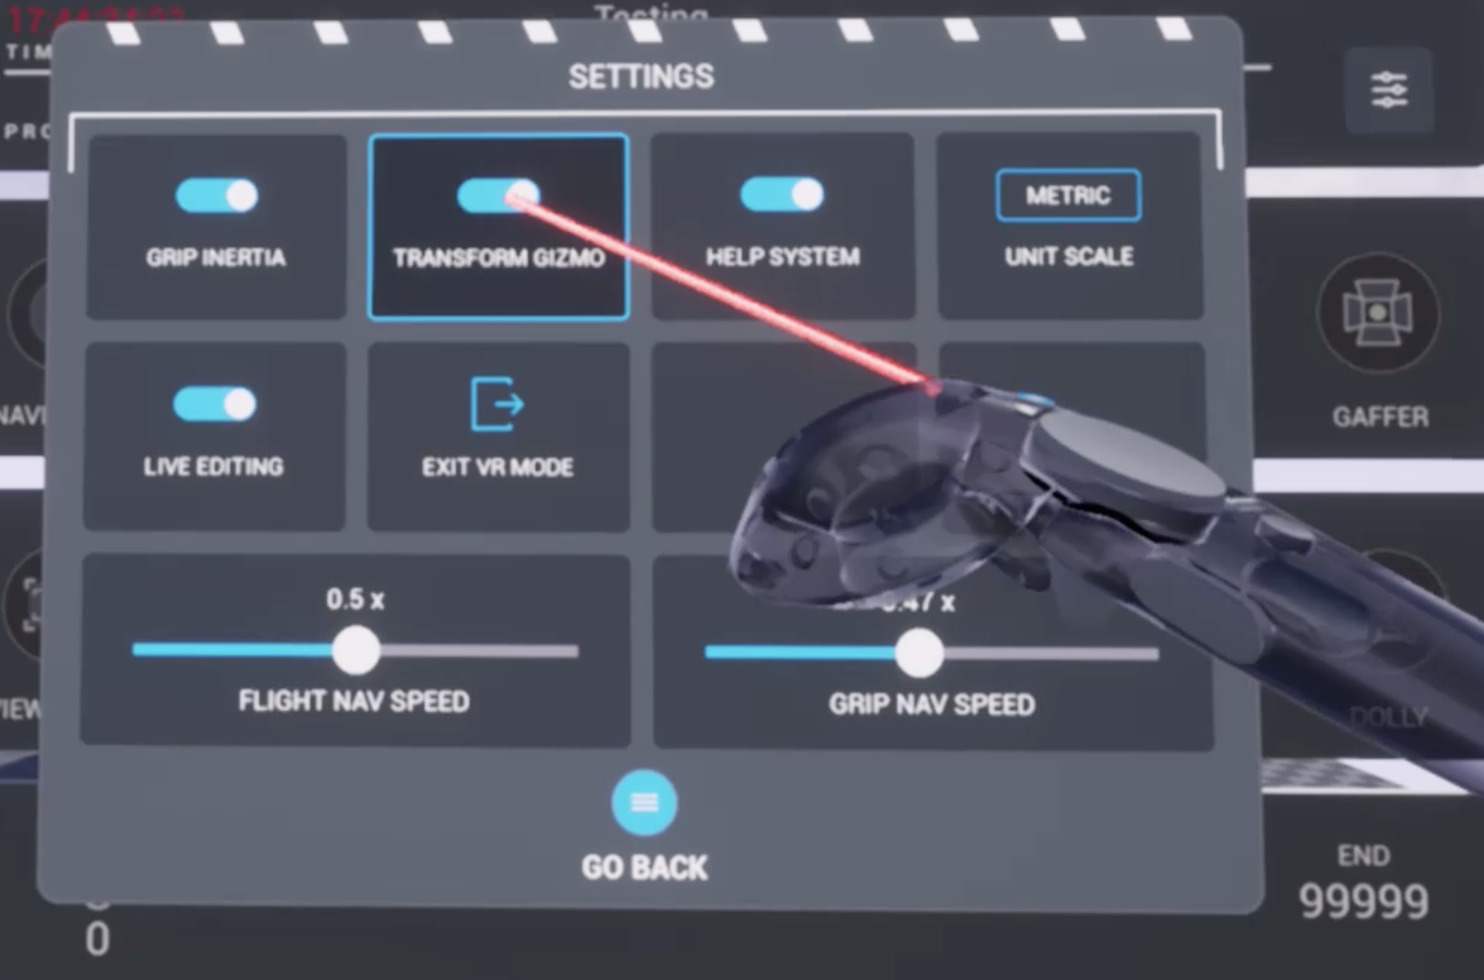 Testing
TIM
SETTINGS
PRO
METRIC
GRIP INERTIA
TRANSFORM GIZMO
HELP SYSTEM
UNIT SCALE
NAVI
LIVE EDITING
EXIT VR MODE
GAFFER
0.5 x
.47 x
FLIGHT NAV SPEED
GRIP NAV SPEED
VIEW
DOLLY
GO BACK
END
99999
0